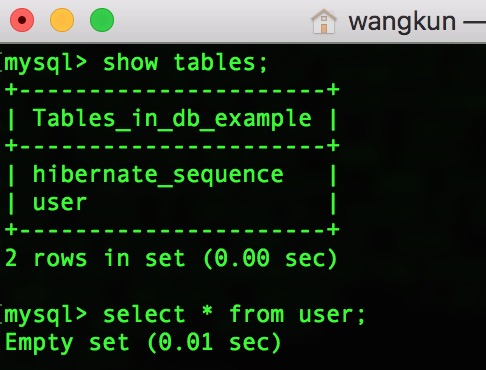 wangkun —
mysql> show tables;
+----------------------+
| Tables_in_db_example |
+----------------------+
| hibernate_sequence   |
| user                 |
+----------------------+
2 rows in set (0.00 sec)

mysql> select * from user;
Empty set (0.01 sec)